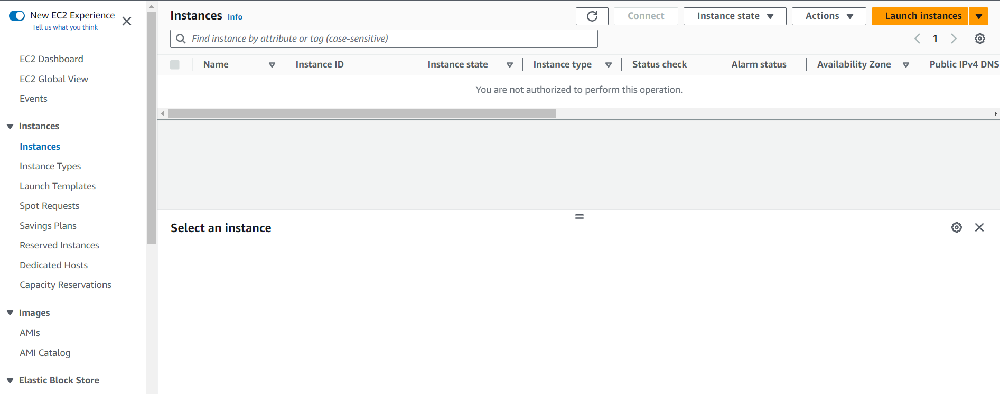 New EC2 Experience
Tell us what you think
EC2 Dashboard
EC2 Global View
Events
Instances
Instances
Instance Types
Launch Templates
Spot Requests
Savings Plans
Reserved Instances
Dedicated Hosts
Capacity Reservations
Images
AMIs
AMI Catalog
Elastic Block Store
Instances Info
Connect
Instance state
Actions
Launch instances
Find instance by attribute or tag (case-sensitive)
1
Name Instance ID Instance state Instance type Status check Alarm status Availability Zone Public IPv4 DNS
You are not authorized to perform this operation.
Select an instance